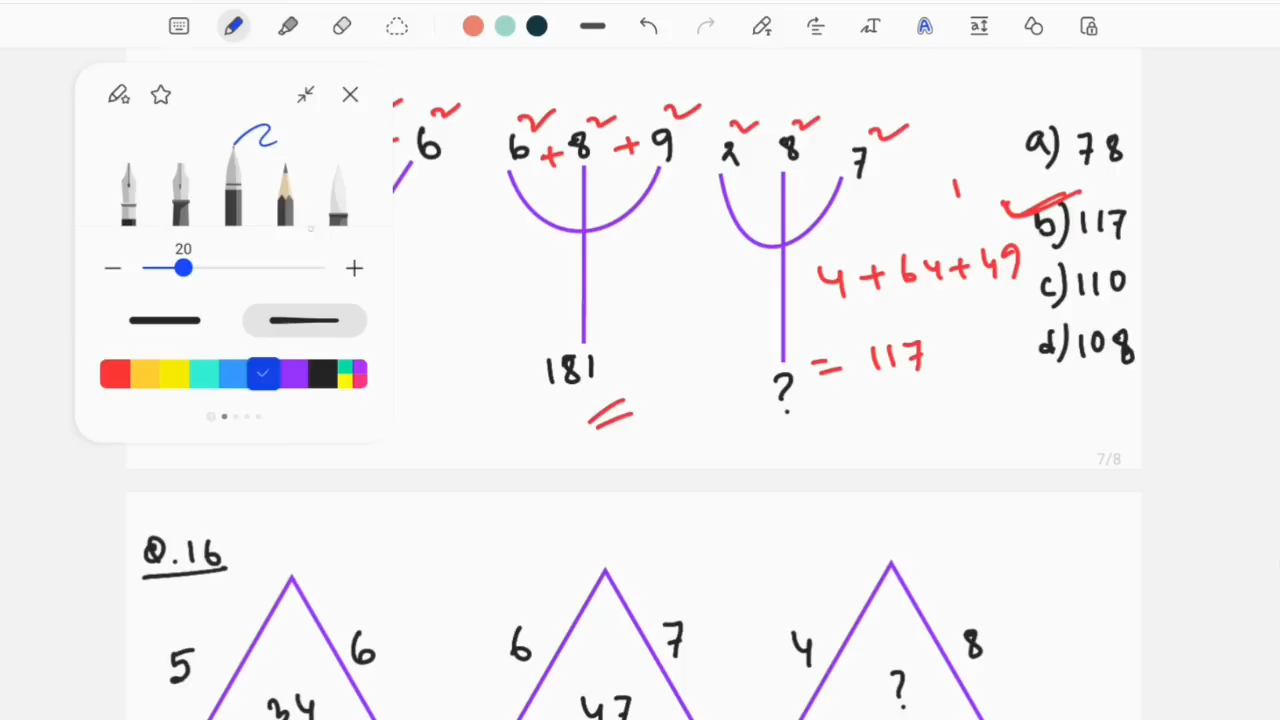 20
6²
6² + 8² + 9²
2² 8² 7²
a) 78
b) 117
4 + 64 + 49
c) 110
d) 108
= 117
181
?
7/8
Q.16
5 6
6 7
4 8
34
47
?